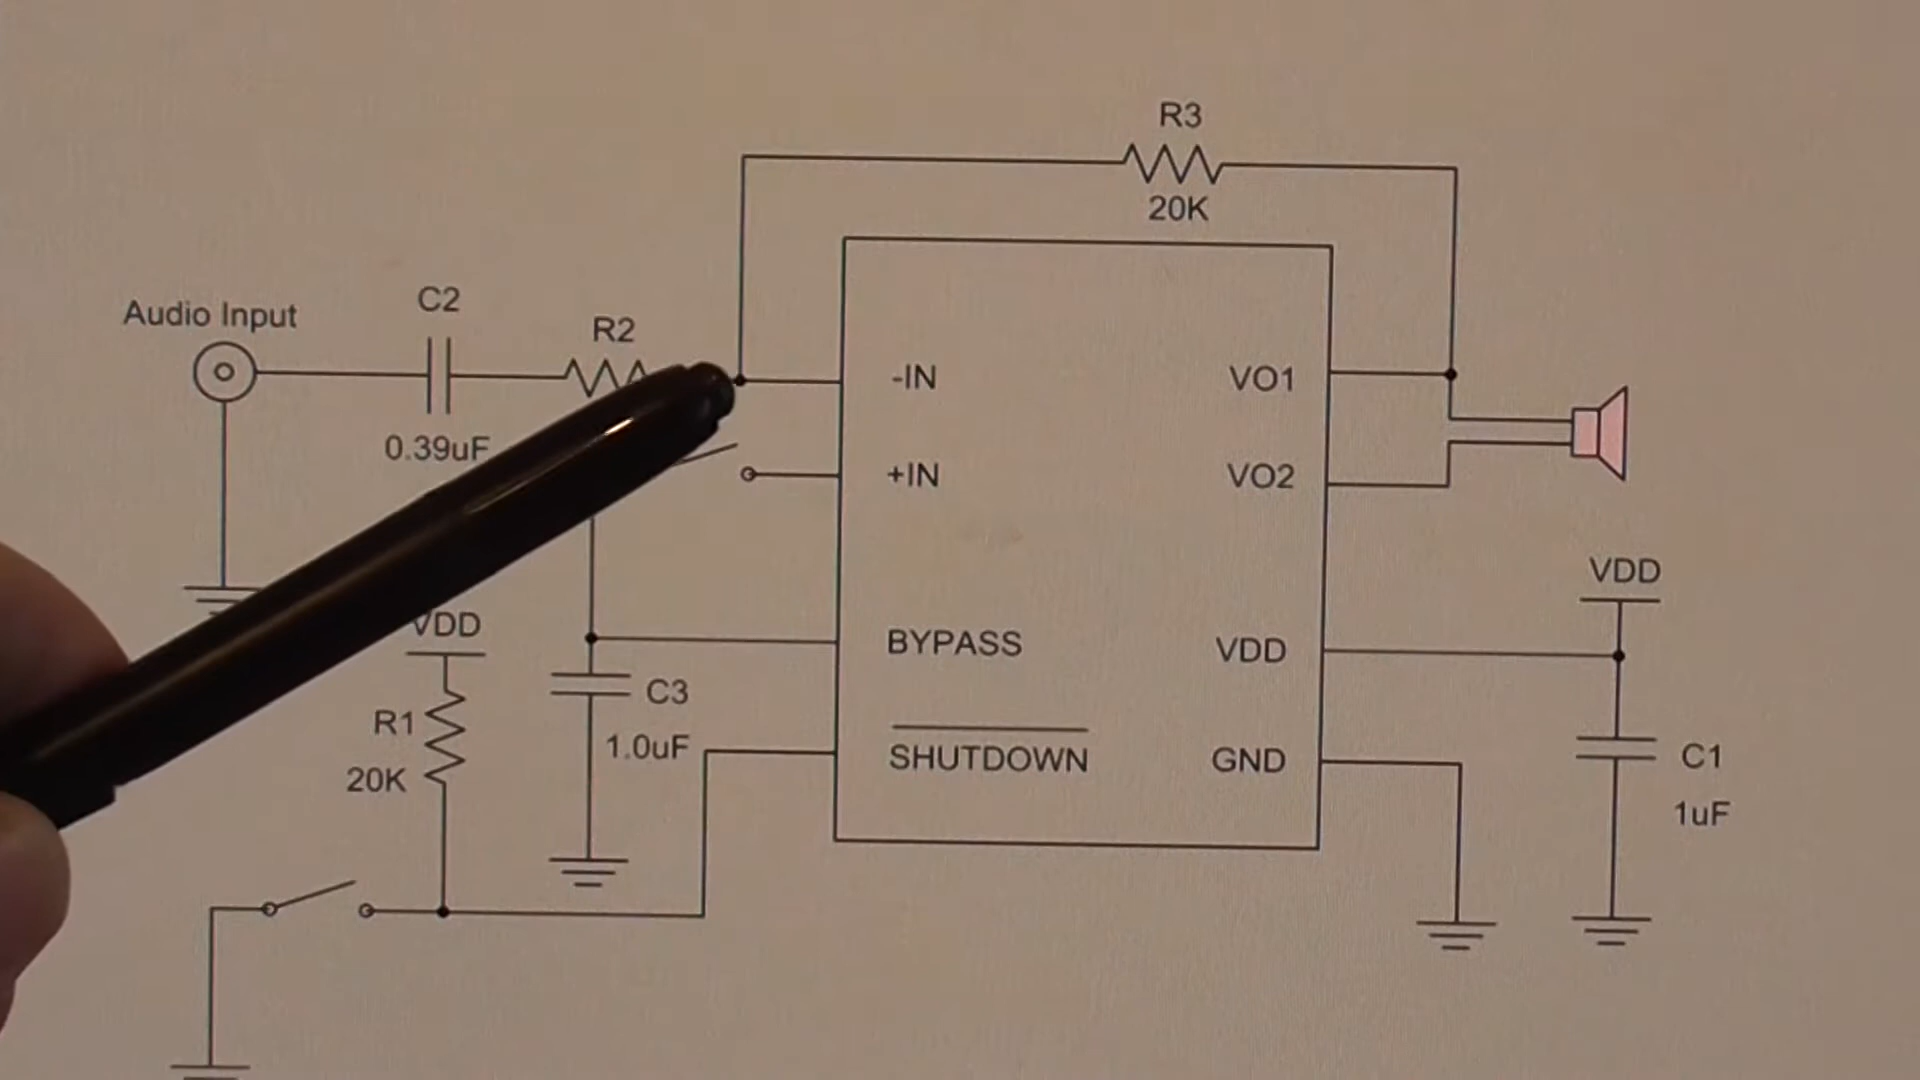 R3
20K
Audio Input
C2
R2
0.39uF
-IN
VO1
+IN
VO2
VDD
VDD
BYPASS
VDD
C3
R1
1.0uF
20K
SHUTDOWN
GND
C1
1uF